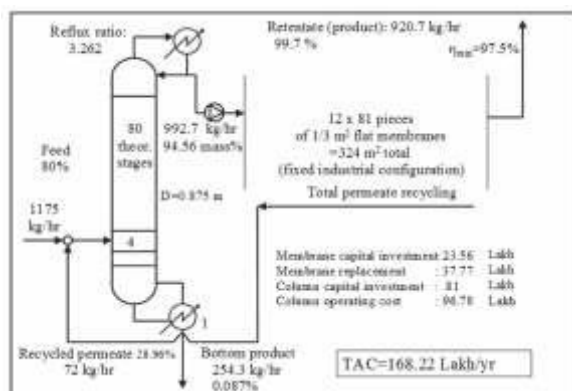 Reflux ratio:
3.262
Retentate (product): 920.7 kg/hr
99.7 %
ηmin=97.5%
80
theor.
stages
992.7 kg/hr
94.56 mass%
12 x 81 pieces
of 1/3 m² flat membranes
=324 m² total
(fixed industrial configuration)
Feed
80%
D=0.875 m
Total permeate recycling
1175
kg/hr
4
Membrane capital investment 23.56 Lakh
Membrane replacement : 37.77 Lakh
Column capital investment : 81 Lakh
Column operating cost : 96.78 Lakh
1
Recycled permeate 28.96%
72 kg/hr
Bottom product
254.3 kg/hr
0.087%
TAC=168.22 Lakh/yr